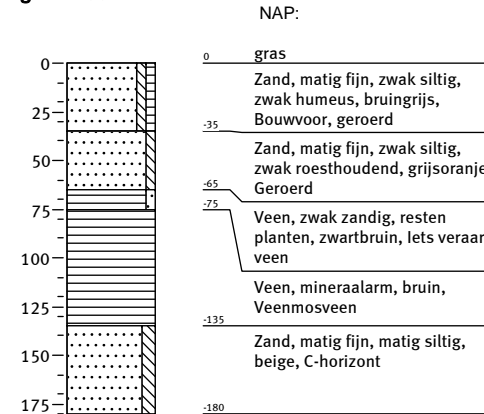 NAP:
0
gras
0
Zand, matig fijn, zwak siltig,
zwak humeus, bruingrijs,
Bouwvoor, geroerd
25
-35
Zand, matig fijn, zwak siltig,
zwak roesthoudend, grijsoranje
Geroerd
50
-65
75
-75
Veen, zwak zandig, resten
planten, zwartbruin, Iets veraar
veen
100
Veen, mineraalarm, bruin,
Veenmosveen
125
-135
Zand, matig fijn, matig siltig,
beige, C-horizont
150
175
-180